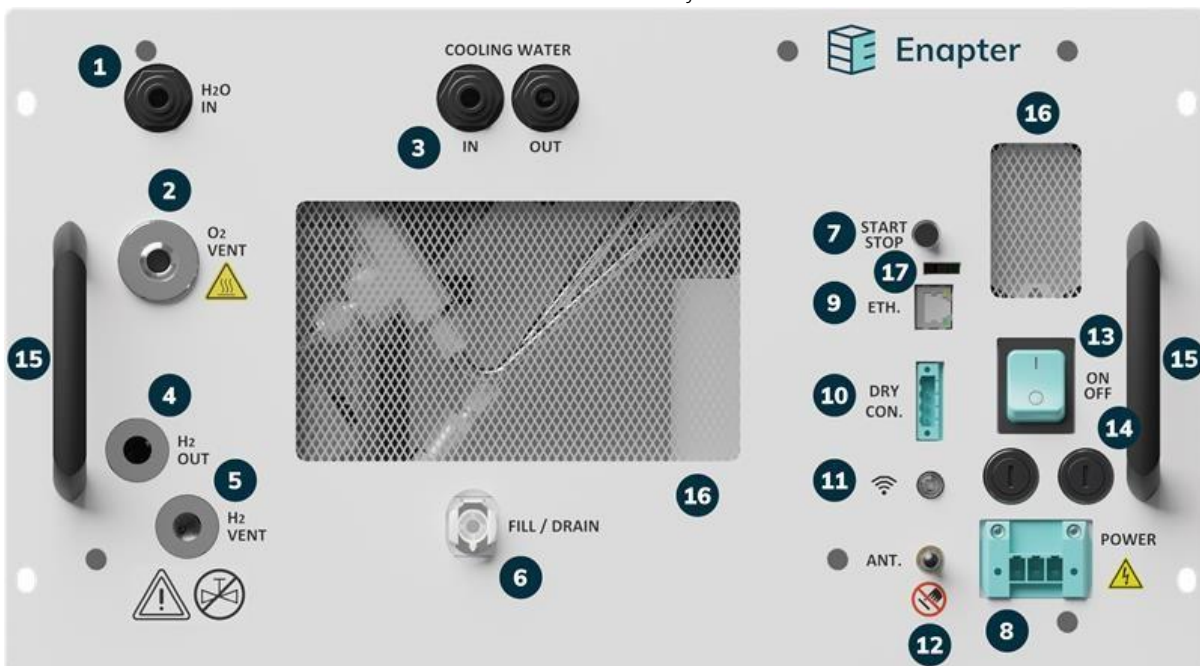 1
H2O
IN
COOLING WATER
3
IN
OUT
Enapter
16
2
O2
VENT
15
4
H2
OUT
5
H2
VENT
16
FILL / DRAIN
6
7
START
STOP
17
9
ETH.
10
DRY
CON.
11
ANT.
12
13
ON
OFF
15
14
POWER
8